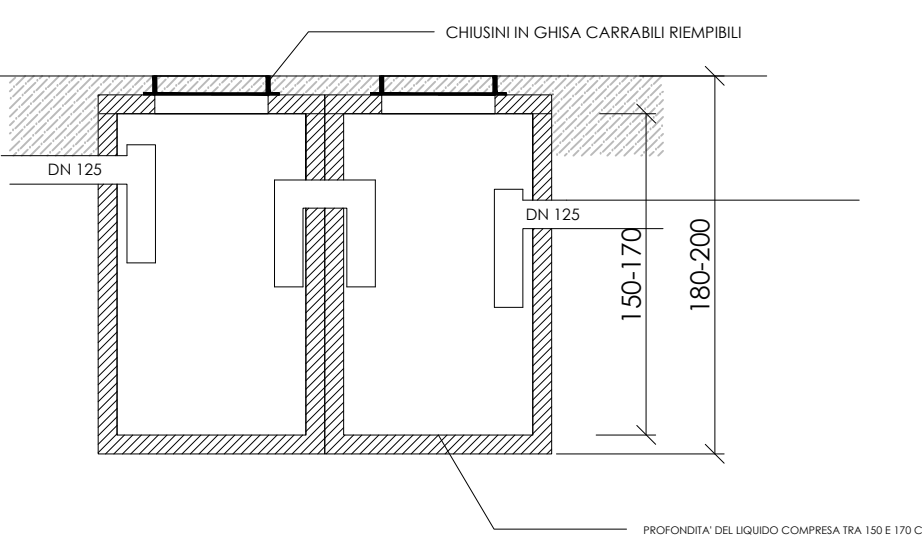 CHIUSINI IN GHISA CARRABILI RIEMPIBILI
DN 125
DN 125
150-170
180-200
PROFONDITA' DEL LIQUIDO COMPRESA TRA 150 E 170 C